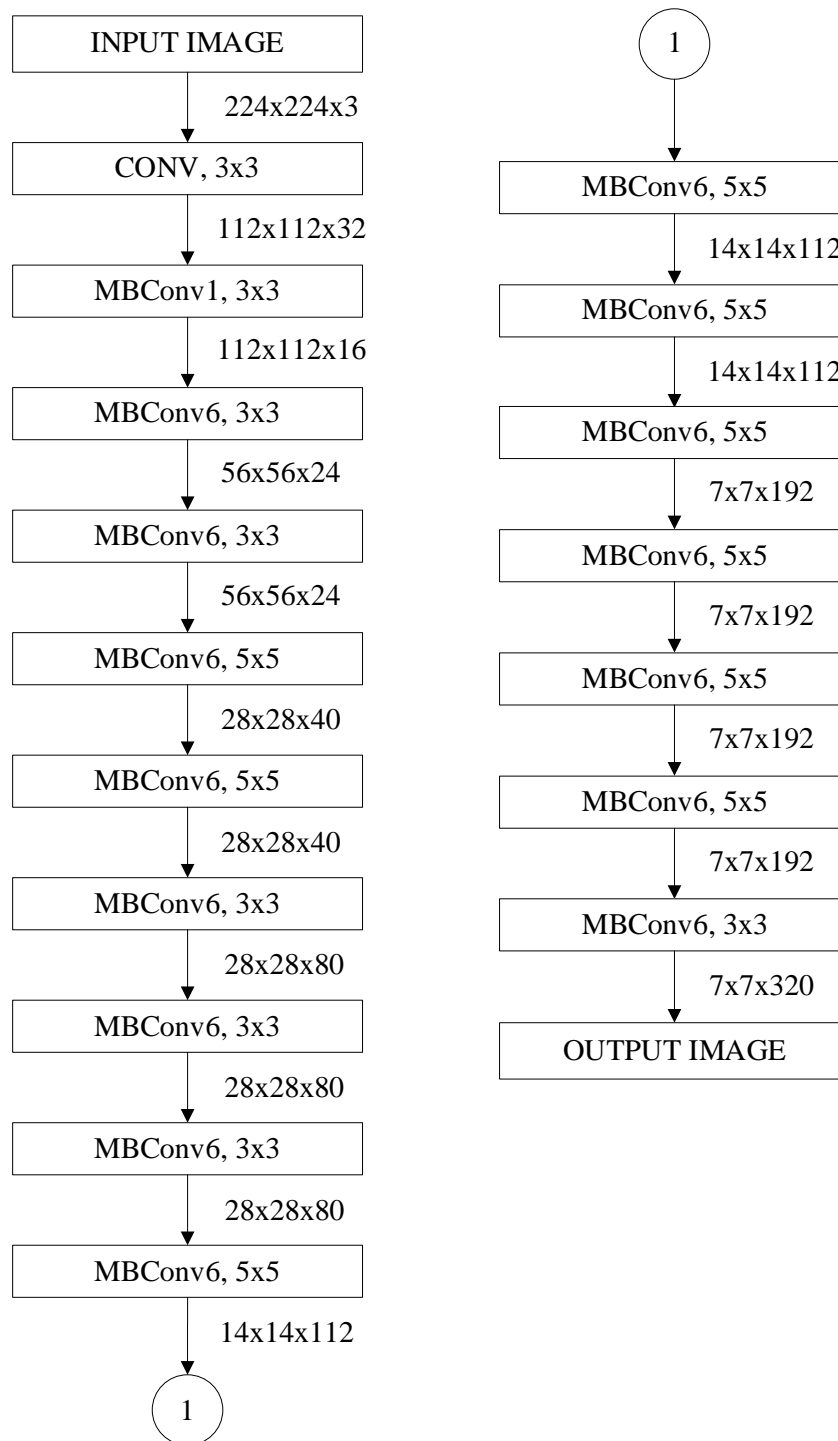 INPUT IMAGE
224x224x3
CONV, 3x3
112x112x32
MBConv1, 3x3
112x112x16
MBConv6, 3x3
56x56x24
MBConv6, 3x3
56x56x24
MBConv6, 5x5
28x28x40
MBConv6, 5x5
28x28x40
MBConv6, 3x3
28x28x80
MBConv6, 3x3
28x28x80
MBConv6, 3x3
28x28x80
MBConv6, 5x5
14x14x112
1
1
MBConv6, 5x5
14x14x112
MBConv6, 5x5
14x14x112
MBConv6, 5x5
7x7x192
MBConv6, 5x5
7x7x192
MBConv6, 5x5
7x7x192
MBConv6, 5x5
7x7x192
MBConv6, 3x3
7x7x320
OUTPUT IMAGE